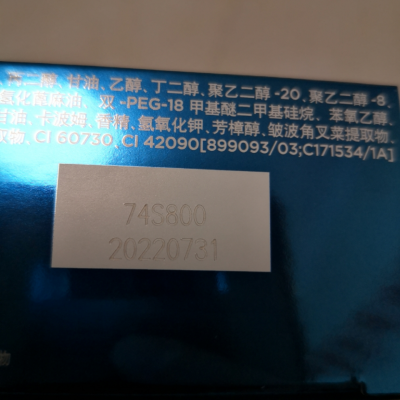 二醇、甘油、乙醇、丁二醇、聚乙二醇-20、聚乙二醇-8、
氧化蓖麻油、双-PEG-18 甲基醚二甲基硅烷、苯氧乙醇、
甘油、卡波姆、香精、氢氧化钾、芳樟醇、皱波角叉菜提取物、
取物、CI 60730、CI 42090[899093/03;C171534/1A]
74S800
20220731